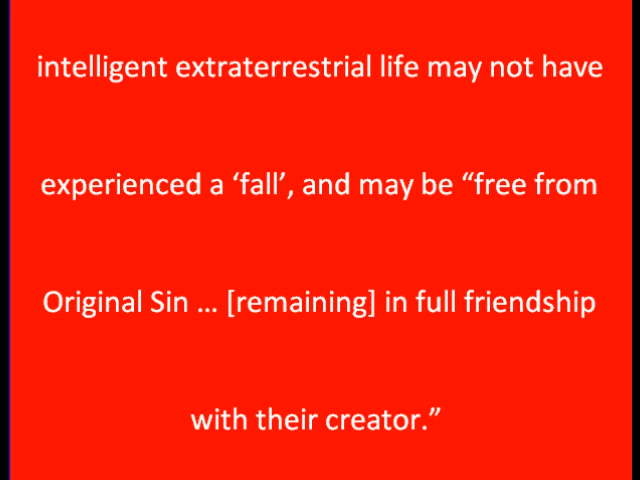 intelligent extraterrestrial life may not have
experienced a ‘fall’, and may be “free from
Original Sin … [remaining] in full friendship
with their creator.”